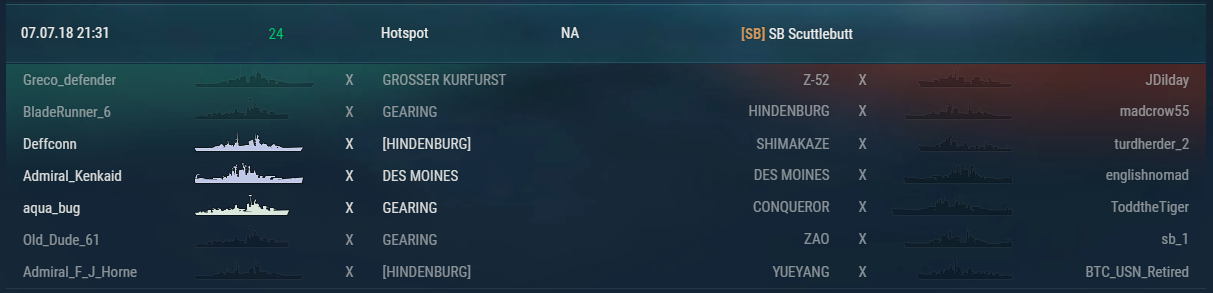 07.07.18 21:31 24 Hotspot NA [SB] SB Scuttlebutt
Greco_defender X GROSSER KURFURST Z-52 X JDilday
BladeRunner_6 X GEARING HINDENBURG X madcrow55
Deffconn X [HINDENBURG] SHIMAKAZE X turdherder_2
Admiral_Kenkaid X DES MOINES DES MOINES X englishnomad
aqua_bug X GEARING CONQUEROR X ToddtheTiger
Old_Dude_61 X GEARING ZAO X sb_1
Admiral_F_J_Horne X [HINDENBURG] YUEYANG X BTC_USN_Retired